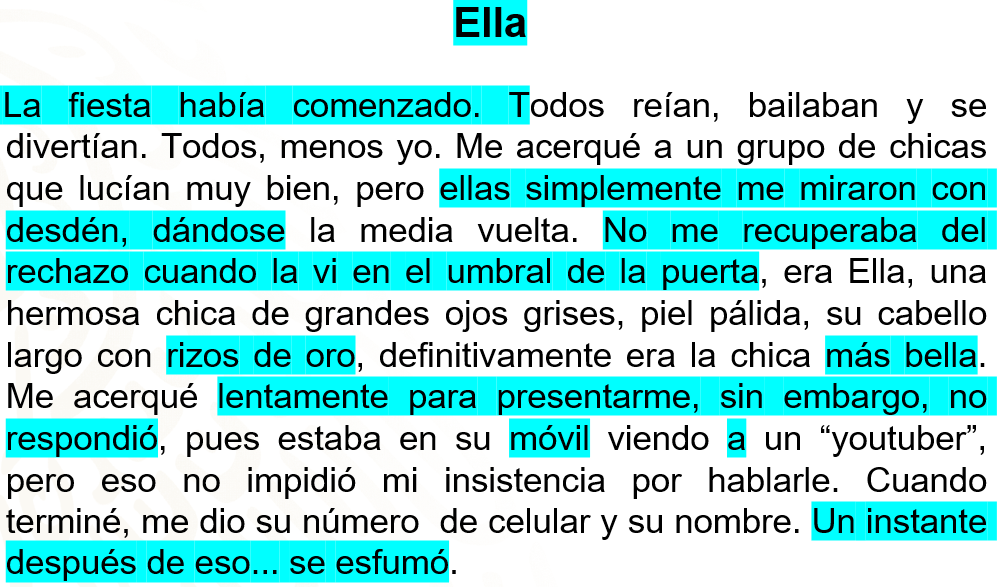 Ella
La fiesta había comenzado. Todos reían, bailaban y se
divertían. Todos, menos yo. Me acerqué a un grupo de chicas
que lucían muy bien, pero ellas simplemente me miraron con
desdén, dándose la media vuelta. No me recuperaba del
rechazo cuando la vi en el umbral de la puerta, era Ella, una
hermosa chica de grandes ojos grises, piel pálida, su cabello
largo con rizos de oro, definitivamente era la chica más bella.
Me acerqué lentamente para presentarme, sin embargo, no
respondió, pues estaba en su móvil viendo a un “youtuber”,
pero eso no impidió mi insistencia por hablarle. Cuando
terminé, me dio su número  de celular y su nombre. Un instante
después de eso... se esfumó.